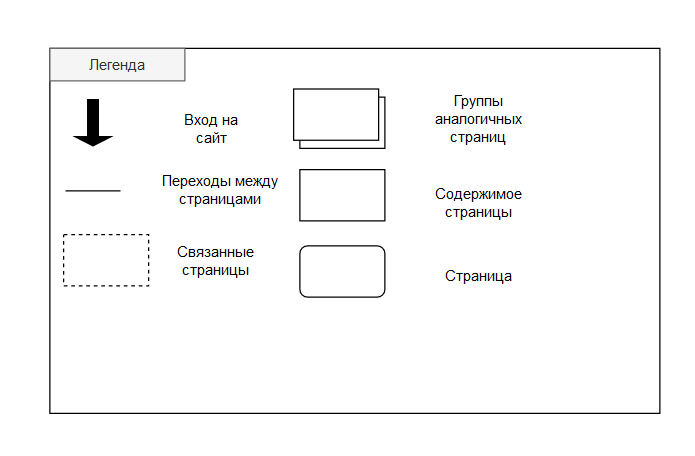 Легенда
Вход на
сайт
Группы
аналогичных
страниц
Переходы между
страницами
Содержимое
страницы
Связанные
страницы
Страница